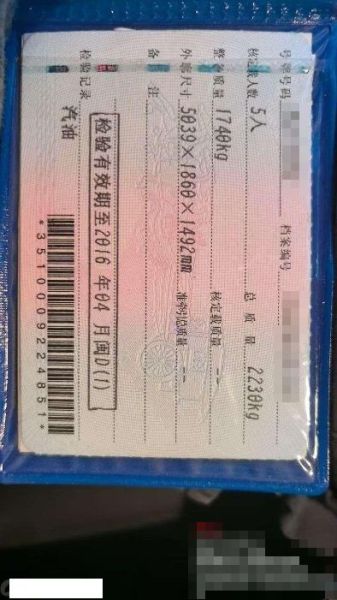 号牌号码 档案编号
核定载人数 5人 总质量 2230kg
整备质量 1740kg 核定载质量 --
外廓尺寸 5039×1860×1492mm 准牵引总质量 --
备注
检验有效期至2016年04月闽D(1)
检验记录
汽油
*3510009224851*